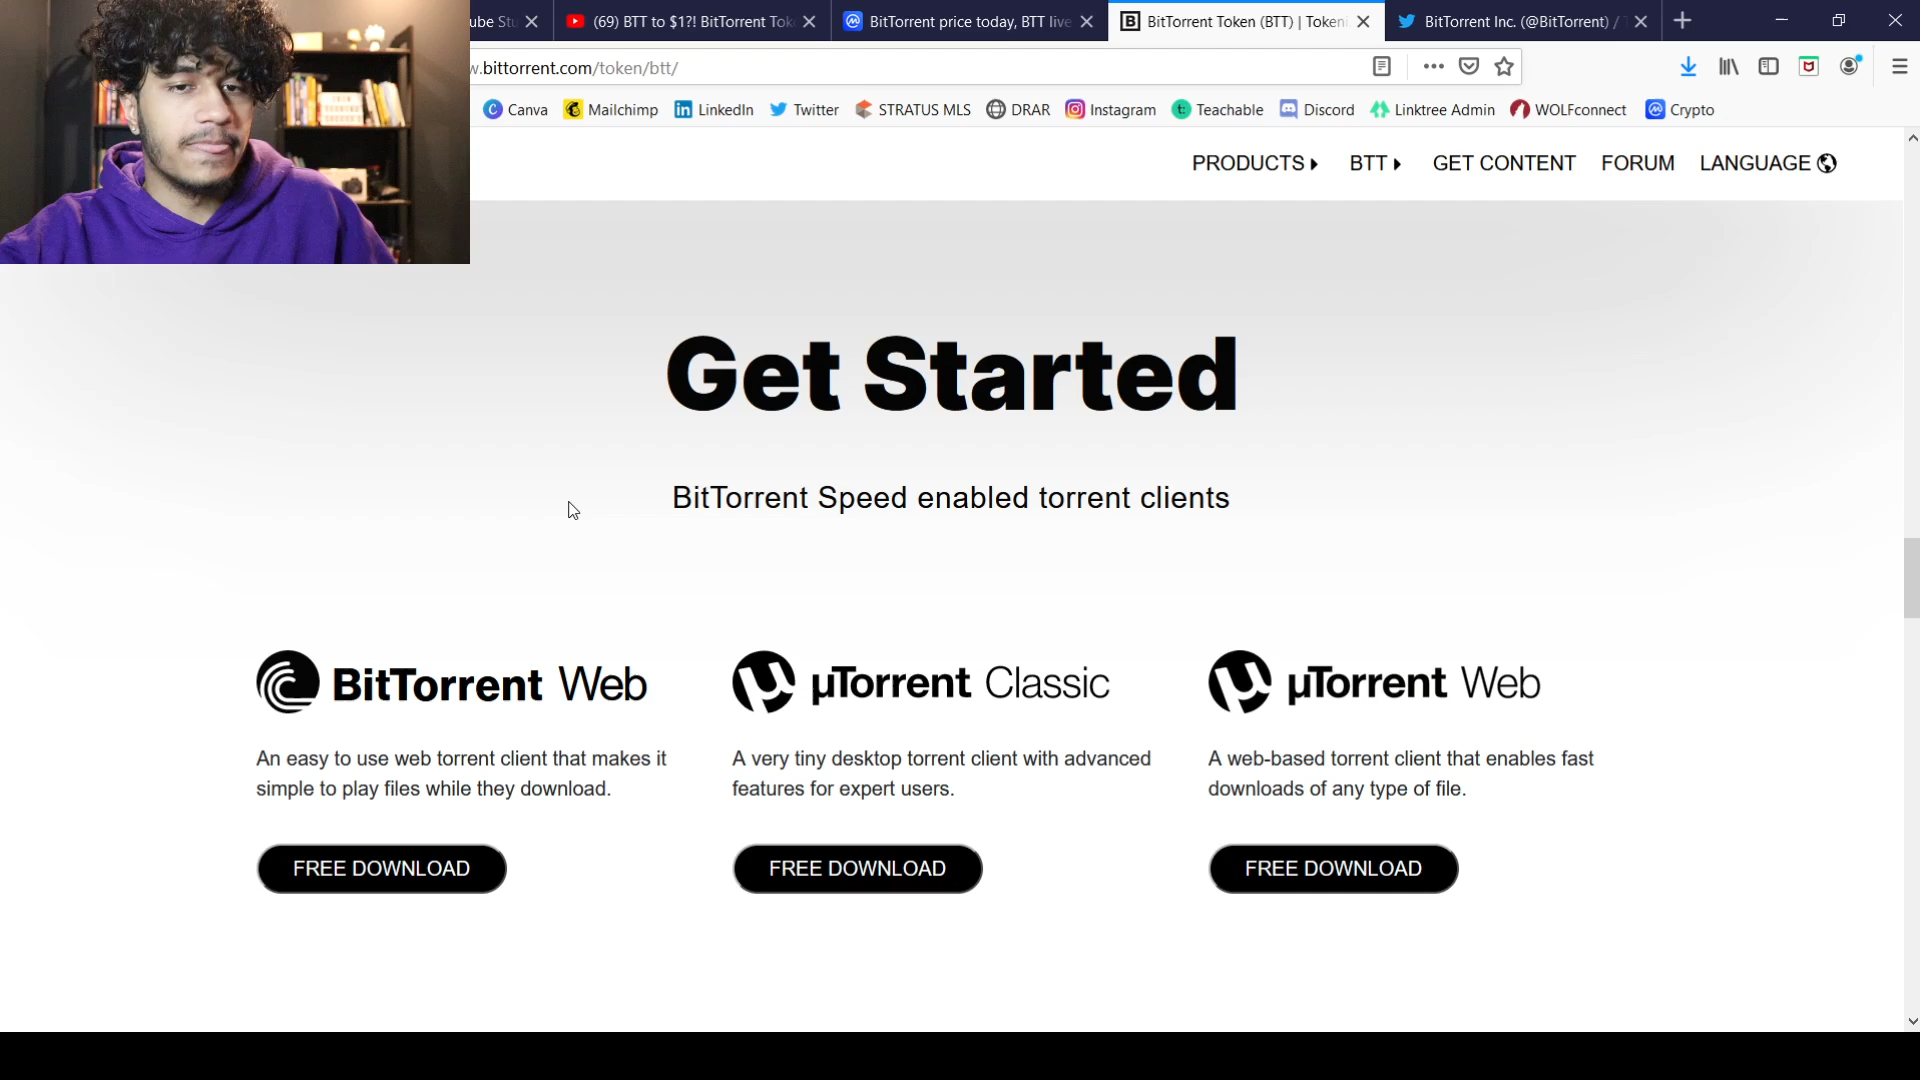 ube St
(69) BTT to $1?! BitTorrent Tok
BitTorrent price today, BTT live
BitTorrent Token (BTT) | Tokeni
BitTorrent Inc. (@BitTorrent) /
w.bittorrent.com/token/btt/
Canva
Mailchimp
LinkedIn
Twitter
STRATUS MLS
DRAR
Instagram
Teachable
Discord
Linktree Admin
WOLFconnect
Crypto
PRODUCTS
BTT
GET CONTENT
FORUM
LANGUAGE
Get Started
BitTorrent Speed enabled torrent clients
BitTorrent Web
An easy to use web torrent client that makes it
simple to play files while they download.
FREE DOWNLOAD
µTorrent Classic
A very tiny desktop torrent client with advanced
features for expert users.
FREE DOWNLOAD
µTorrent Web
A web-based torrent client that enables fast
downloads of any type of file.
FREE DOWNLOAD